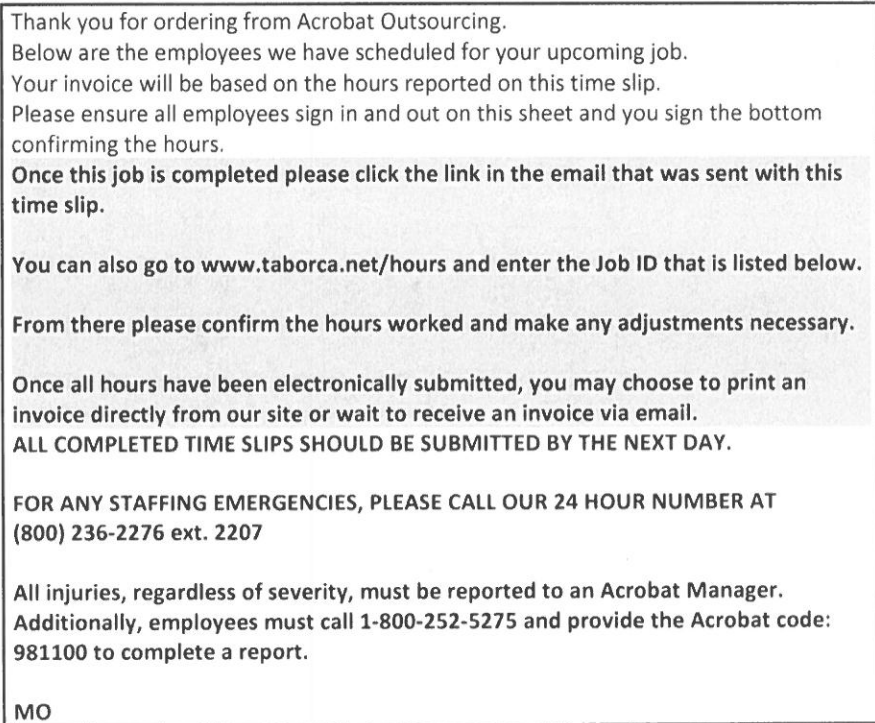 Thank you for ordering from Acrobat Outsourcing.
Below are the employees we have scheduled for your upcoming job.
Your invoice will be based on the hours reported on this time slip.
Please ensure all employees sign in and out on this sheet and you sign the bottom
confirming the hours.
Once this job is completed please click the link in the email that was sent with this
time slip.
You can also go to www.taborca.net/hours and enter the Job ID that is listed below.
From there please confirm the hours worked and make any adjustments necessary.
Once all hours have been electronically submitted, you may choose to print an
invoice directly from our site or wait to receive an invoice via email.
ALL COMPLETED TIME SLIPS SHOULD BE SUBMITTED BY THE NEXT DAY.
FOR ANY STAFFING EMERGENCIES, PLEASE CALL OUR 24 HOUR NUMBER AT
(800) 236-2276 ext. 2207
All injuries, regardless of severity, must be reported to an Acrobat Manager.
Additionally, employees must call 1-800-252-5275 and provide the Acrobat code:
981100 to complete a report.
MO